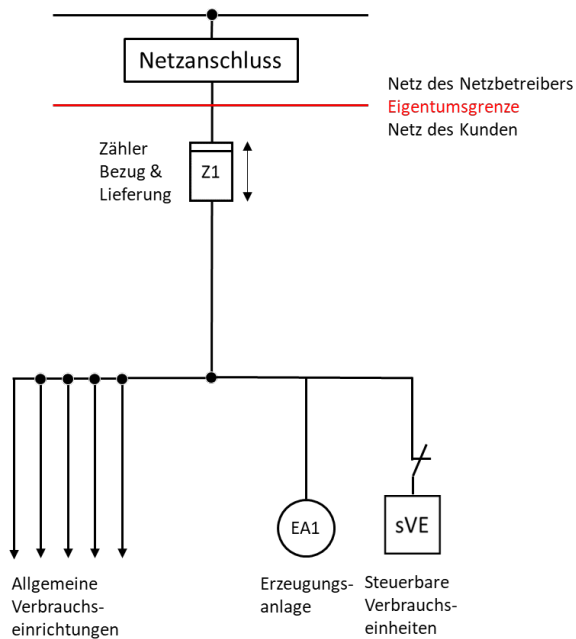 Netzanschluss
Netz des Netzbetreibers
Eigentumsgrenze
Netz des Kunden
Zähler
Bezug &
Lieferung
Z1
EA1
sVE
Allgemeine
Verbrauchs-
einrichtungen
Erzeugungs-
anlage
Steuerbare
Verbrauchs-
einheiten